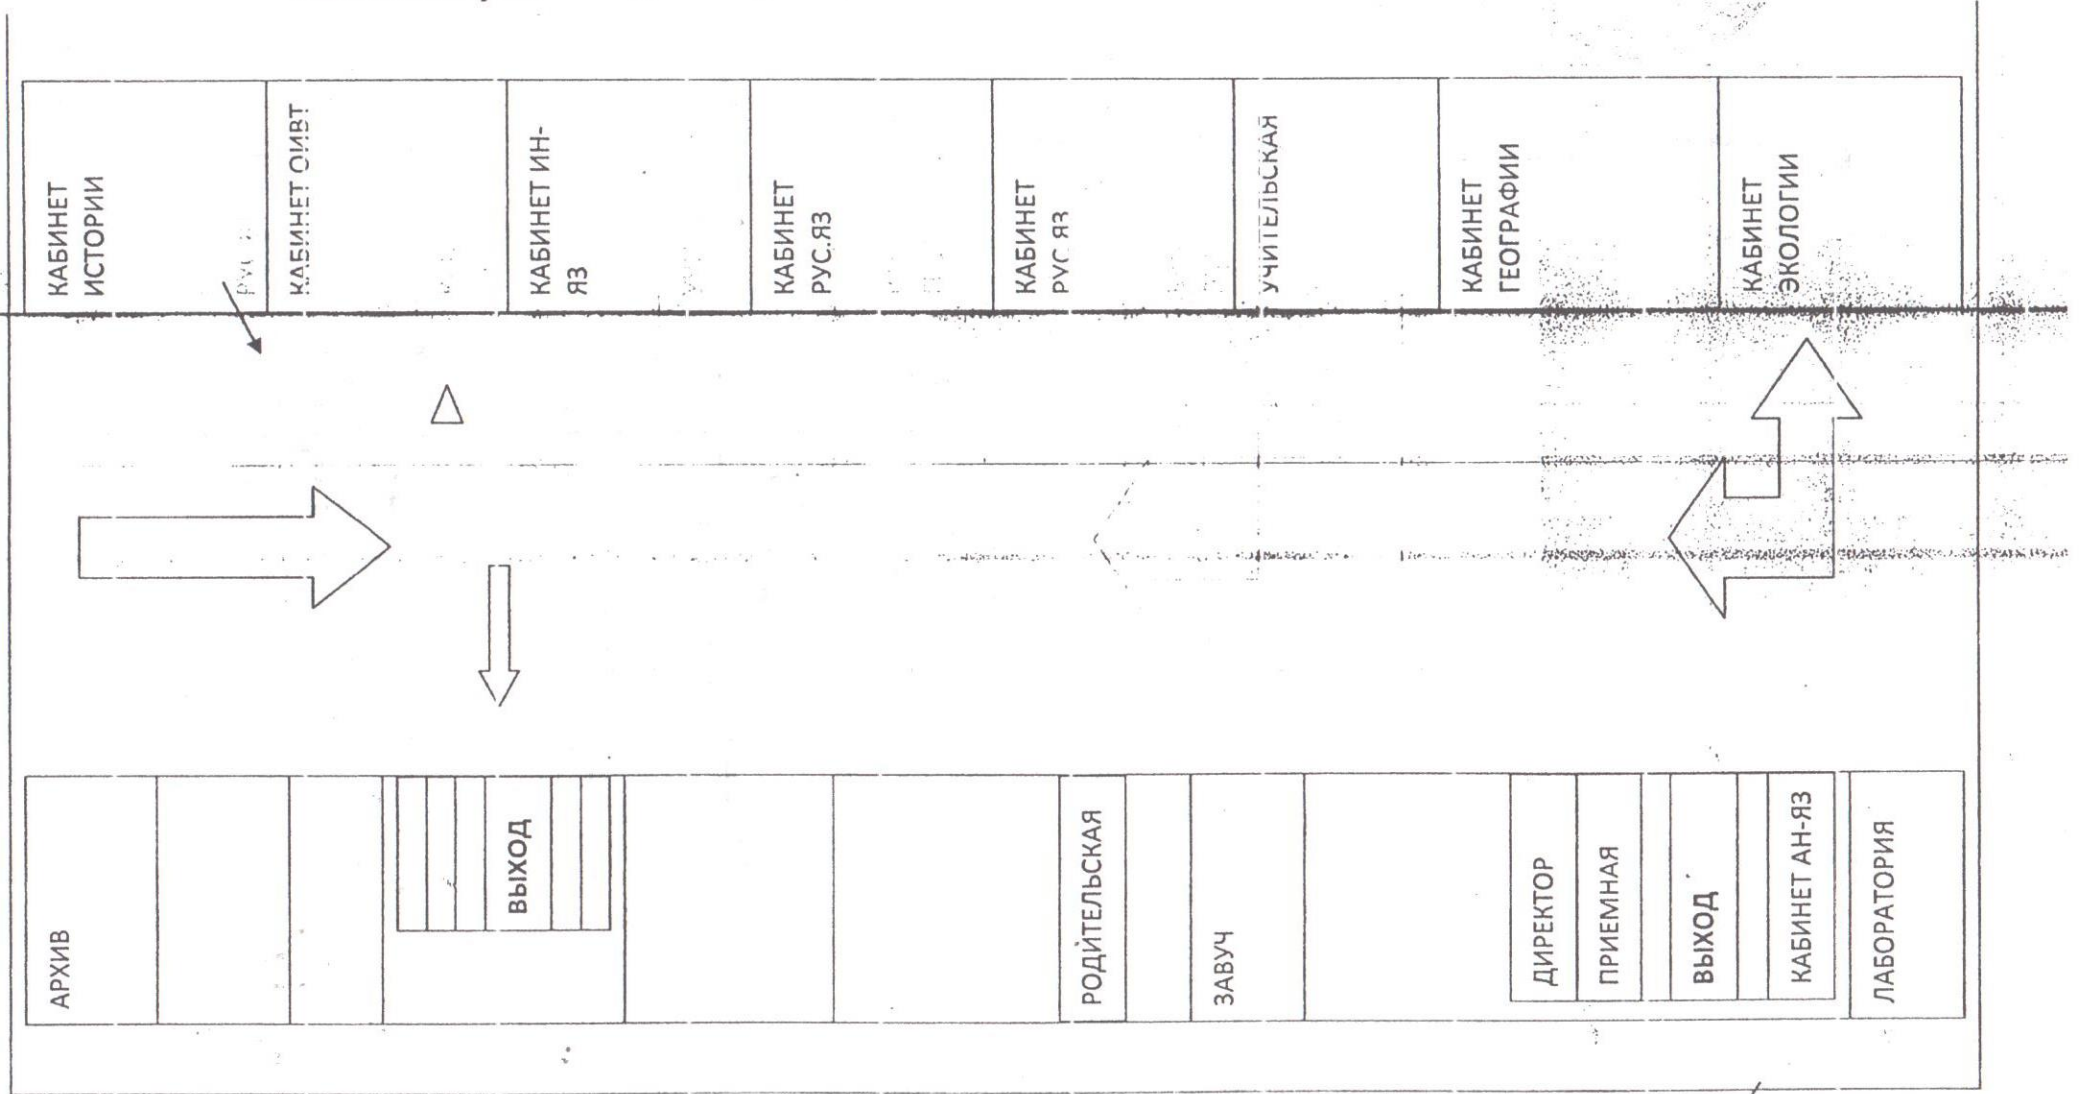 КАБИНЕТ
ИСТОРИИ
КАБИНЕТ ОИВТ
КАБИНЕТ ИН-
ЯЗ
КАБИНЕТ
РУС.ЯЗ
КАБИНЕТ
РУС.ЯЗ
УЧИТЕЛЬСКАЯ
КАБИНЕТ
ГЕОГРАФИИ
КАБИНЕТ
ЭКОЛОГИИ
АРХИВ
ВЫХОД
РОДИТЕЛЬСКАЯ
ЗАВУЧ
ДИРЕКТОР
ПРИЕМНАЯ
ВЫХОД
КАБИНЕТ АН-ЯЗ
ЛАБОРАТОРИЯ